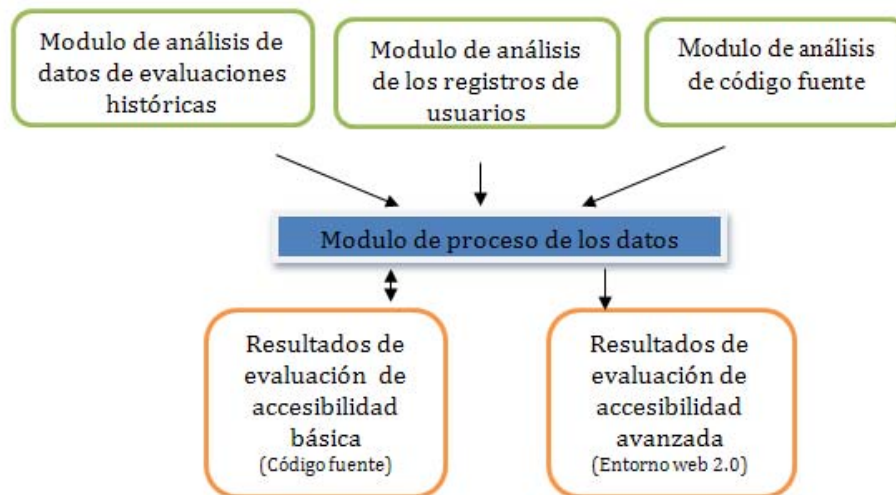 Modulo de análisis de
datos de evaluaciones
históricas
Modulo de análisis
de los registros de
usuarios
Modulo de análisis
de código fuente
Modulo de proceso de los datos
Resultados de
evaluación de
accesibilidad
básica
(Código fuente)
Resultados de
evaluación de
accesibilidad
avanzada
(Entorno web 2.0)